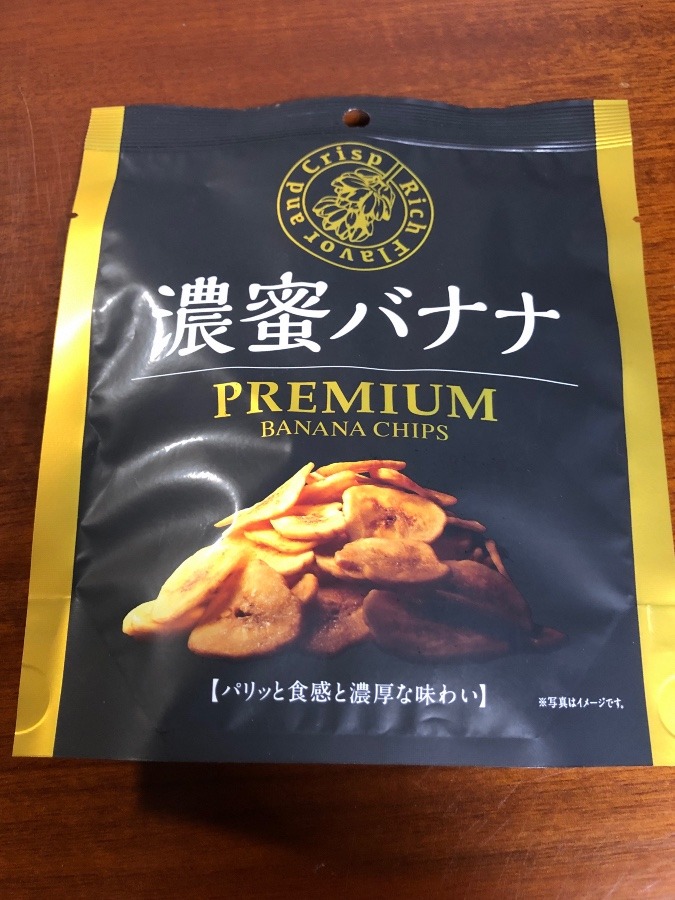 Crisp | Rich Flavor and
濃蜜バナナ
PREMIUM
BANANA CHIPS
【パリッと食感と濃厚な味わい】
※写真はイメージです。